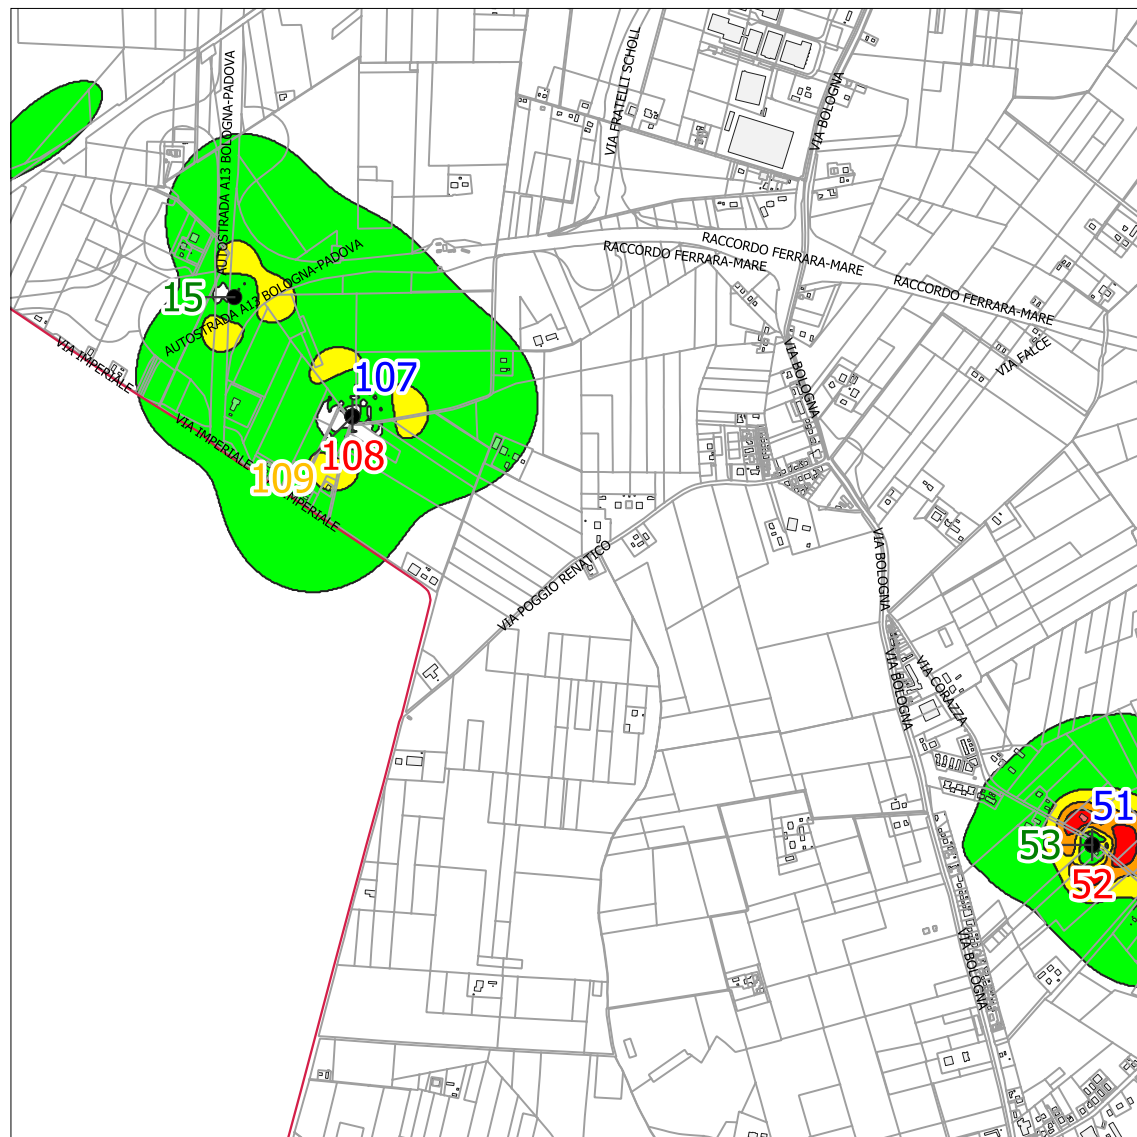 VIA FRATELLI SCHOLL
AUTOSTRADA A13 BOLOGNA-PADOVA
VIA BOLOGNA
RACCORDO FERRARA-MARE
RACCORDO FERRARA-MARE
AUTOSTRADA A13 BOLOGNA-PADOVA
RACCORDO FERRARA-MARE
15
VIA IMPERIALE
VIA BOLOGNA
VIA FALCE
107
VIA IMPERIALE
108
109
IMPERIALE
VIA POGGIO RENATICO
VIA BOLOGNA
VIA BOLOGNA
VIA CORAZZA
51
53
52
VIA BOLOGNA